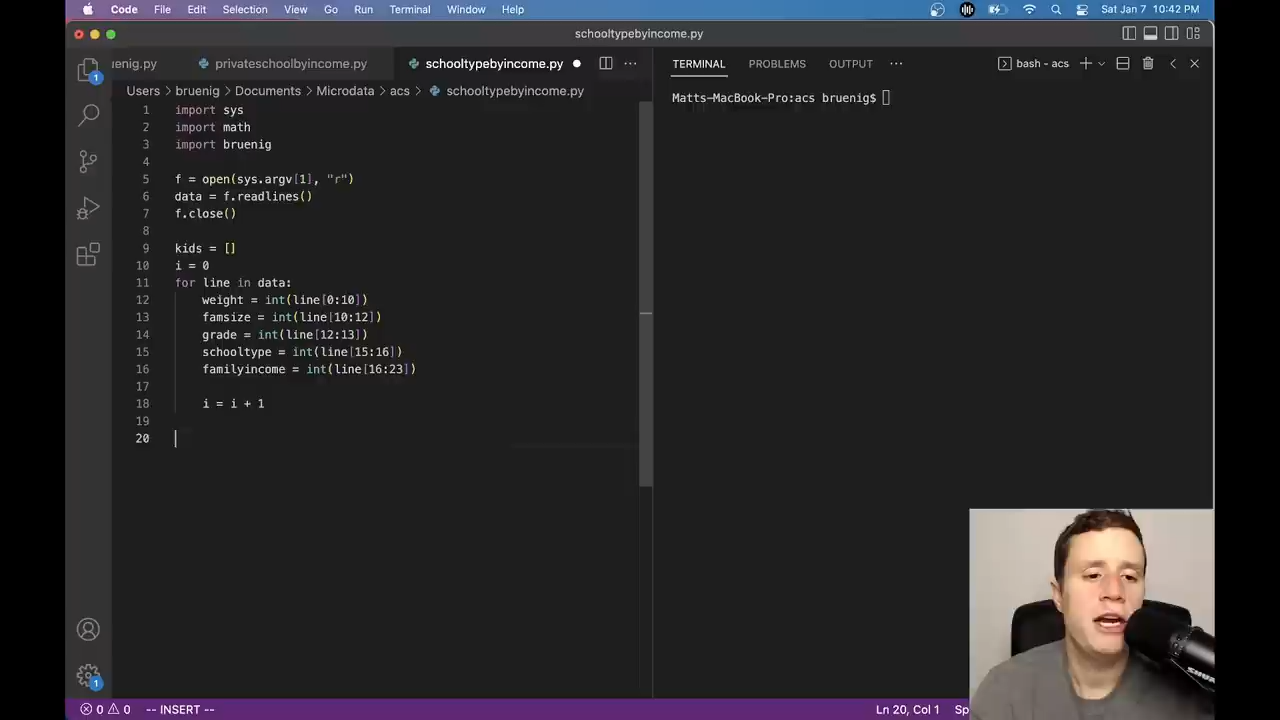 Code File Edit Selection View Go Run Terminal Window Help Sat Jan 7 10:42 PM
schooltypebyincome.py
enig.py privateschoolbyincome.py schooltypebyincome.py
TERMINAL PROBLEMS OUTPUT bash - acs
Users > bruenig > Documents > Microdata > acs > schooltypebyincome.py
Matts-MacBook-Pro:acs bruenig$
1 import sys
2 import math
3 import bruenig
4
5 f = open(sys.argv[1], "r")
6 data = f.readlines()
7 f.close()
8
9 kids = []
10 i = 0
11 for line in data:
12 weight = int(line[0:10])
13 famsize = int(line[10:12])
14 grade = int(line[12:13])
15 schooltype = int(line[15:16])
16 familyincome = int(line[16:23])
17
18 i = i + 1
19
20
1
1
SHURE
0 0 -- INSERT -- Ln 20, Col 1 Sp